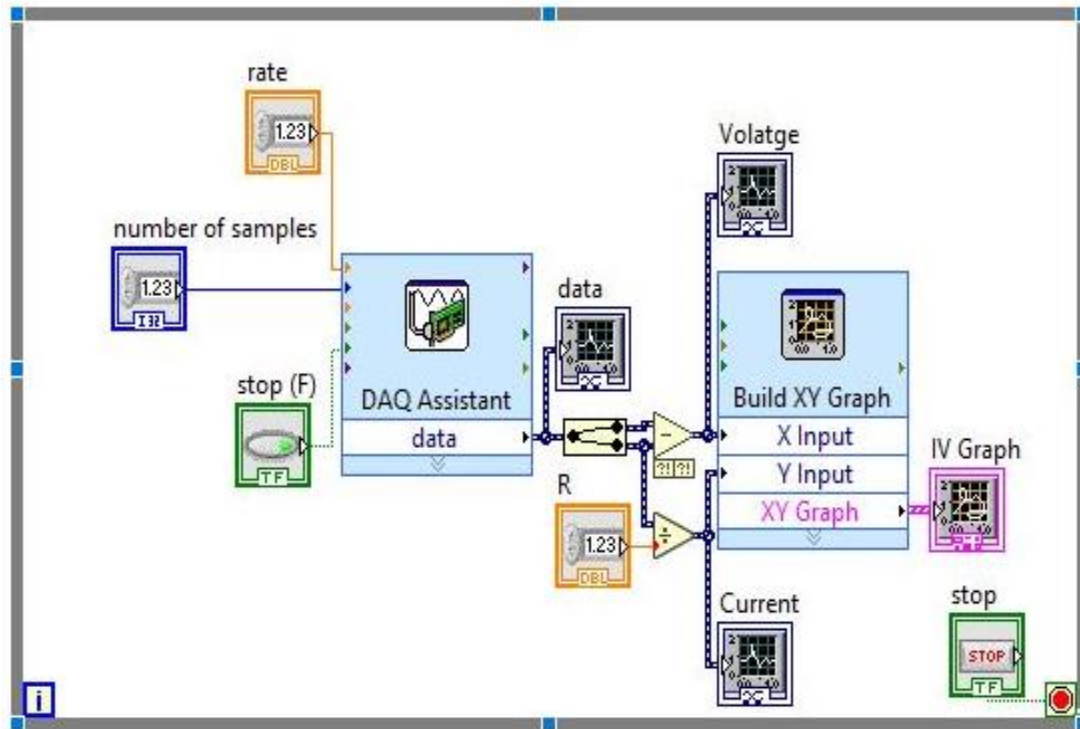 rate
1.23
DBL
number of samples
1.23
I32
stop (F)
TF
DAQ Assistant
data
data
R
1.23
DBL
Volatge
Build XY Graph
X Input
Y Input
XY Graph
IV Graph
Current
stop
STOP
TF
i